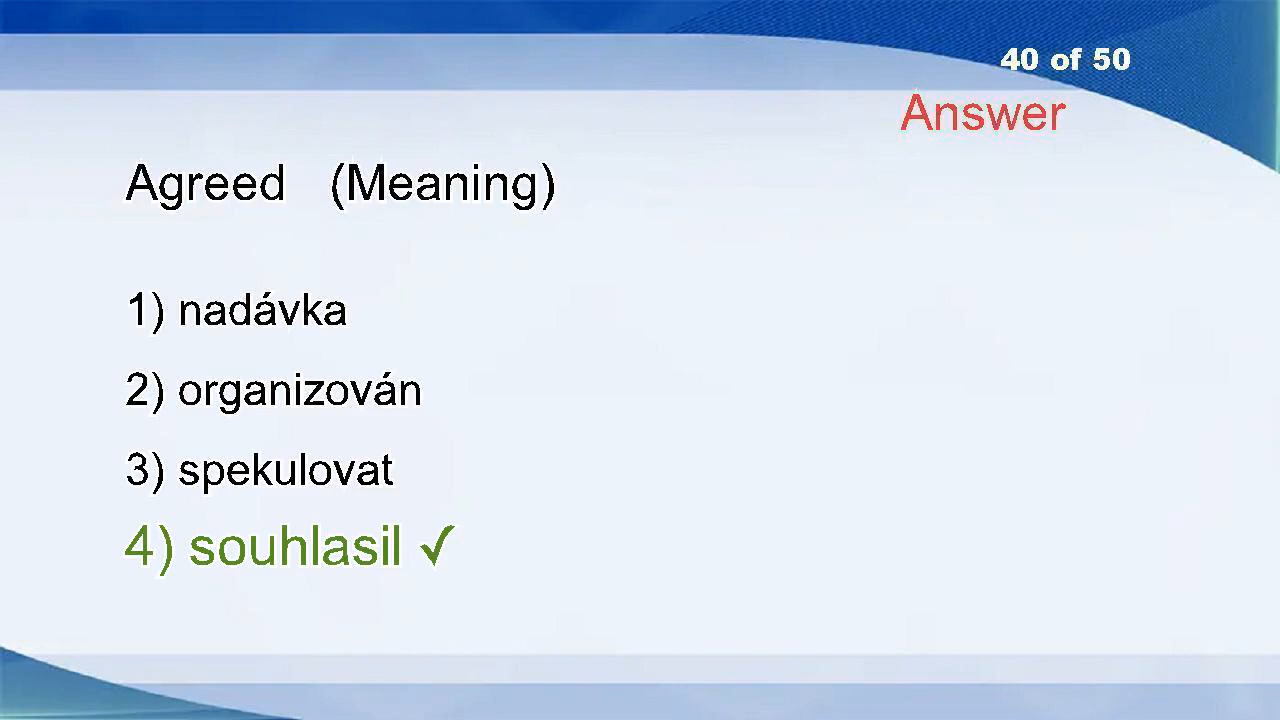 40 of 50
Answer
Agreed (Meaning)
1) nadávka
2) organizován
3) spekulovat
4) souhlasil ✓